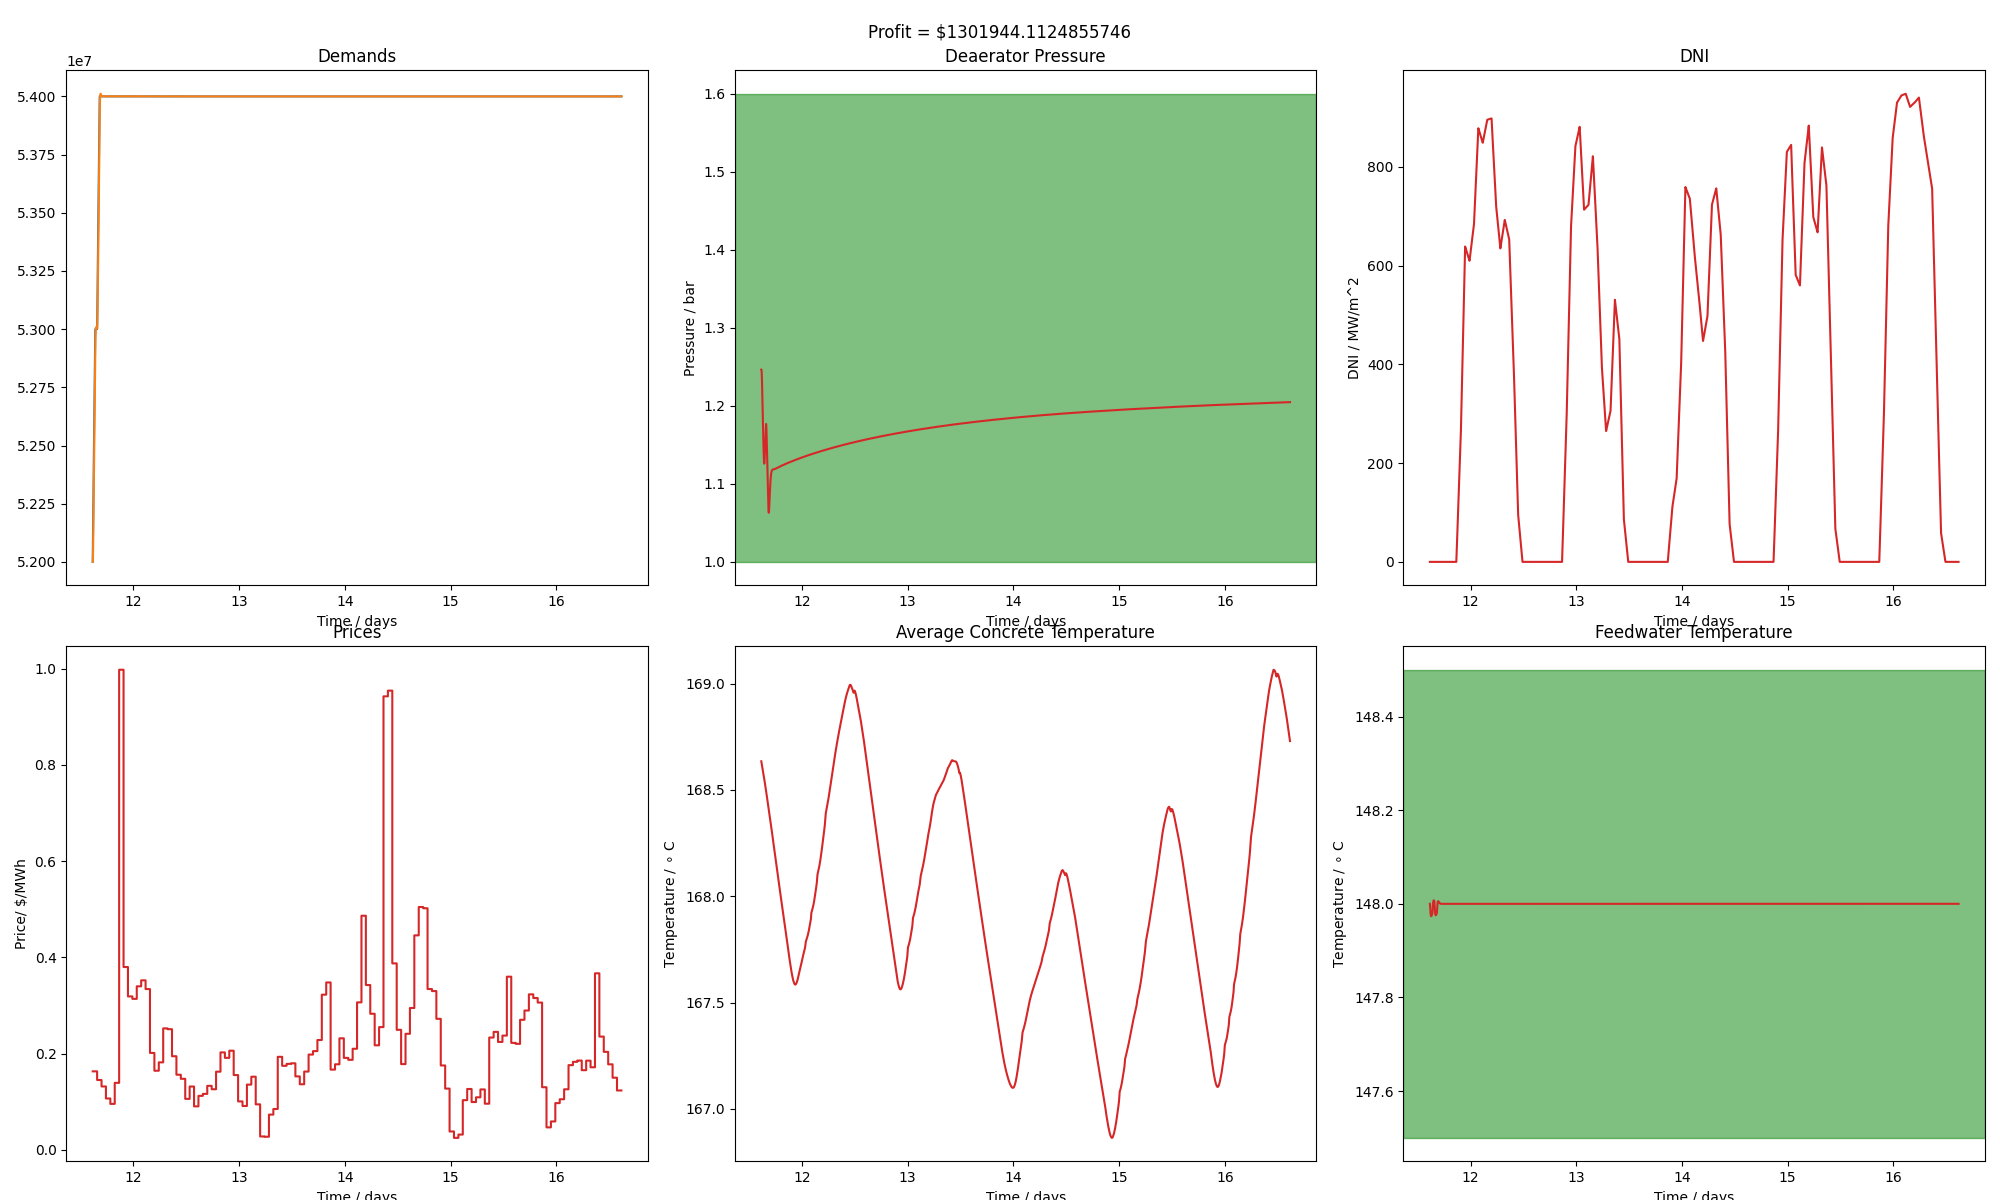 Profit = $1301944.1124855746
Demands
1e7
5.400
5.375
5.350
5.325
5.300
5.275
5.250
5.225
5.200
12 13 14 15 16
Time / days
Deaerator Pressure
Pressure / bar
1.6
1.5
1.4
1.3
1.2
1.1
1.0
12 13 14 15 16
Time / days
DNI
DNI / MW/m^2
800
600
400
200
0
12 13 14 15 16
Time / days
Prices
Price/ $/MWh
1.0
0.8
0.6
0.4
0.2
0.0
12 13 14 15 16
Time / days
Average Concrete Temperature
Temperature / ∘ C
169.0
168.5
168.0
167.5
167.0
12 13 14 15 16
Time / days
Feedwater Temperature
Temperature / ∘ C
148.4
148.2
148.0
147.8
147.6
12 13 14 15 16
Time / days